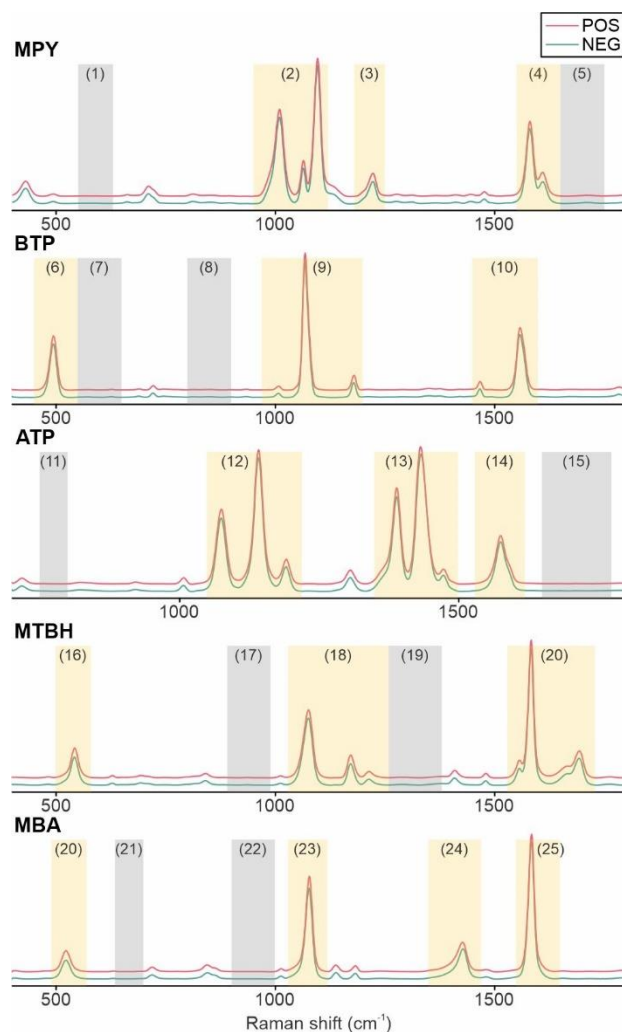 POS
NEG
MPY
(1) (2) (3) (4) (5)
500 1000 1500
BTP
(6) (7) (8) (9) (10)
500 1000 1500
ATP
(11) (12) (13) (14) (15)
1000 1500
MTBH
(16) (17) (18) (19) (20)
500 1000 1500
MBA
(20) (21) (22) (23) (24) (25)
500 1000 1500
Raman shift (cm⁻¹)